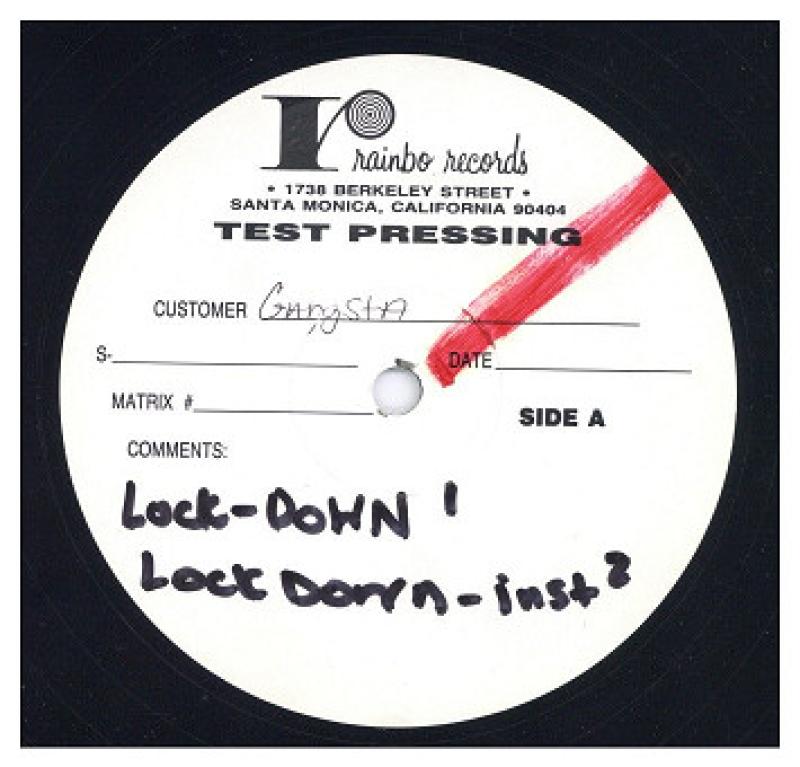 r rainbo records
• 1738 BERKELEY STREET •
SANTA MONICA, CALIFORNIA 90404
TEST PRESSING
CUSTOMER Gangsta
S-
DATE
MATRIX #
SIDE A
COMMENTS:
Lock-DOWN 1
Lock Down-inst 2